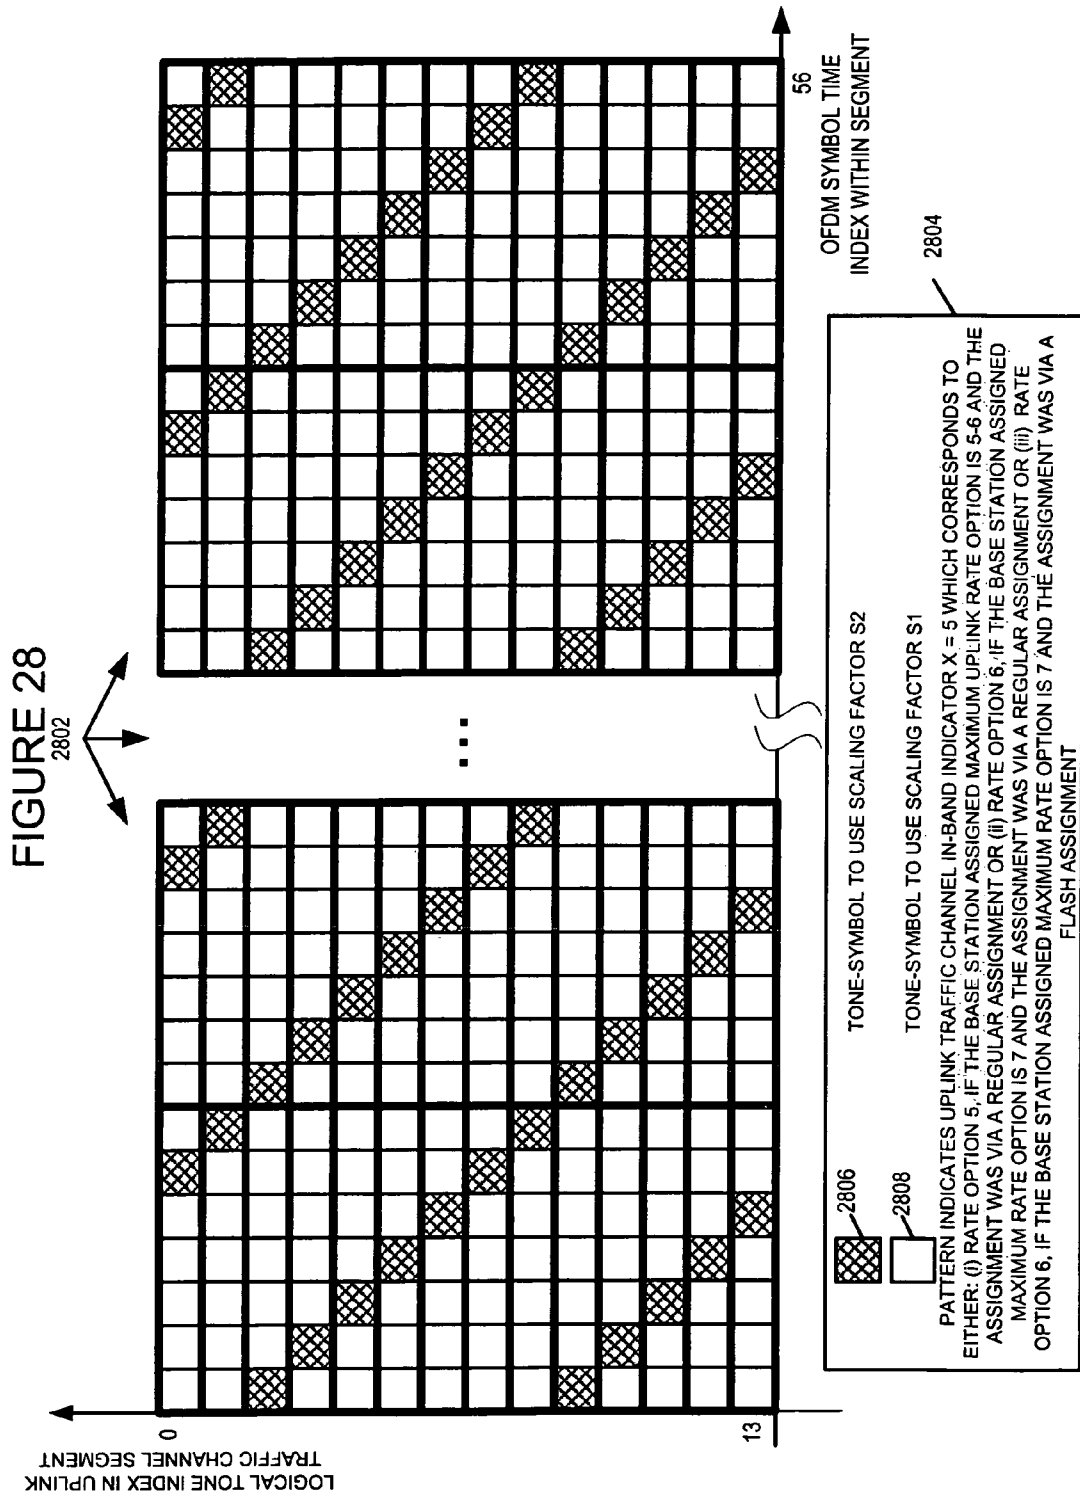 FIGURE 28
2802
LOGICAL TONE INDEX IN UPLINK
TRAFFIC CHANNEL SEGMENT
0
13
...
56
OFDM SYMBOL TIME
INDEX WITHIN SEGMENT
2804
2806
TONE-SYMBOL TO USE SCALING FACTOR S2
2808
TONE-SYMBOL TO USE SCALING FACTOR S1
PATTERN INDICATES UPLINK TRAFFIC CHANNEL IN-BAND INDICATOR X = 5 WHICH CORRESPONDS TO
EITHER: (i) RATE OPTION 5, IF THE BASE STATION ASSIGNED MAXIMUM UPLINK RATE OPTION IS 5-6 AND THE
ASSIGNMENT WAS VIA A REGULAR ASSIGNMENT OR (ii) RATE OPTION 6, IF THE BASE STATION ASSIGNED
MAXIMUM RATE OPTION IS 7 AND THE ASSIGNMENT WAS VIA A REGULAR ASSIGNMENT OR (iii) RATE
OPTION 6, IF THE BASE STATION ASSIGNED MAXIMUM RATE OPTION IS 7 AND THE ASSIGNMENT WAS VIA A
FLASH ASSIGNMENT